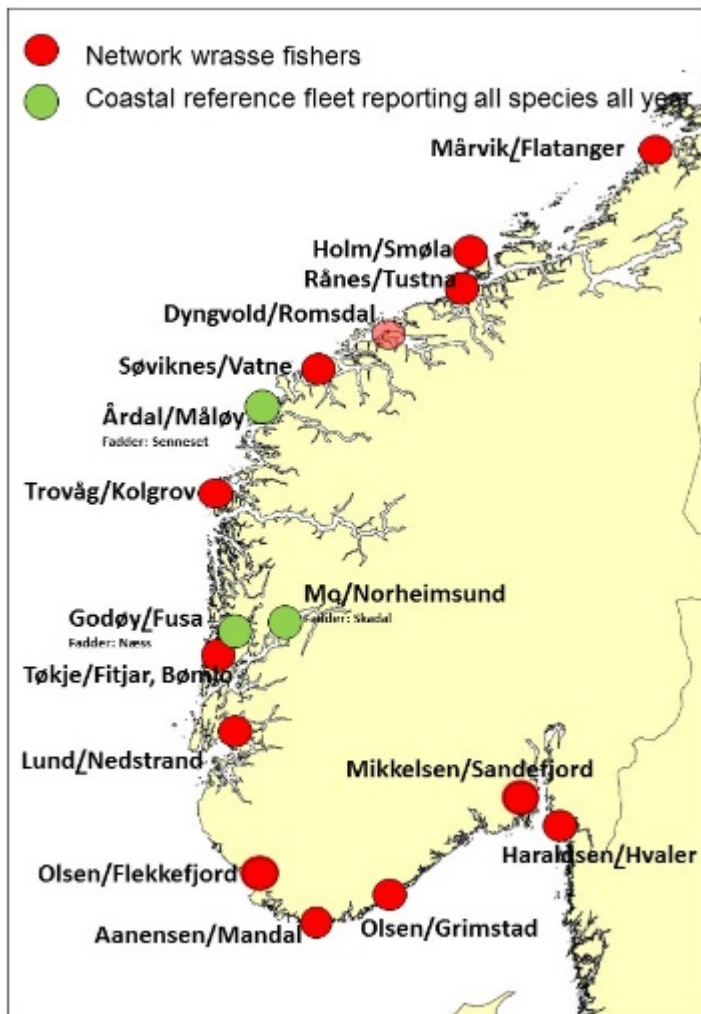 Network wrasse fishers
Coastal reference fleet reporting all species all year
Mårvik/Flatanger
Holm/Smøla
Rånes/Tustna
Dyngvold/Romsdal
Søviknes/Vatne
Årdal/Måløy
Fadder: Senneset
Trovåg/Kolgrov
Mo/Norheimsund
Fadder: Skadal
Godøy/Fusa
Fadder: Næss
Tøkje/Fitjar, Bømlo
Lund/Nedstrand
Mikkelsen/Sandefjord
Haraldsen/Hvaler
Olsen/Flekkefjord
Olsen/Grimstad
Aanensen/Mandal